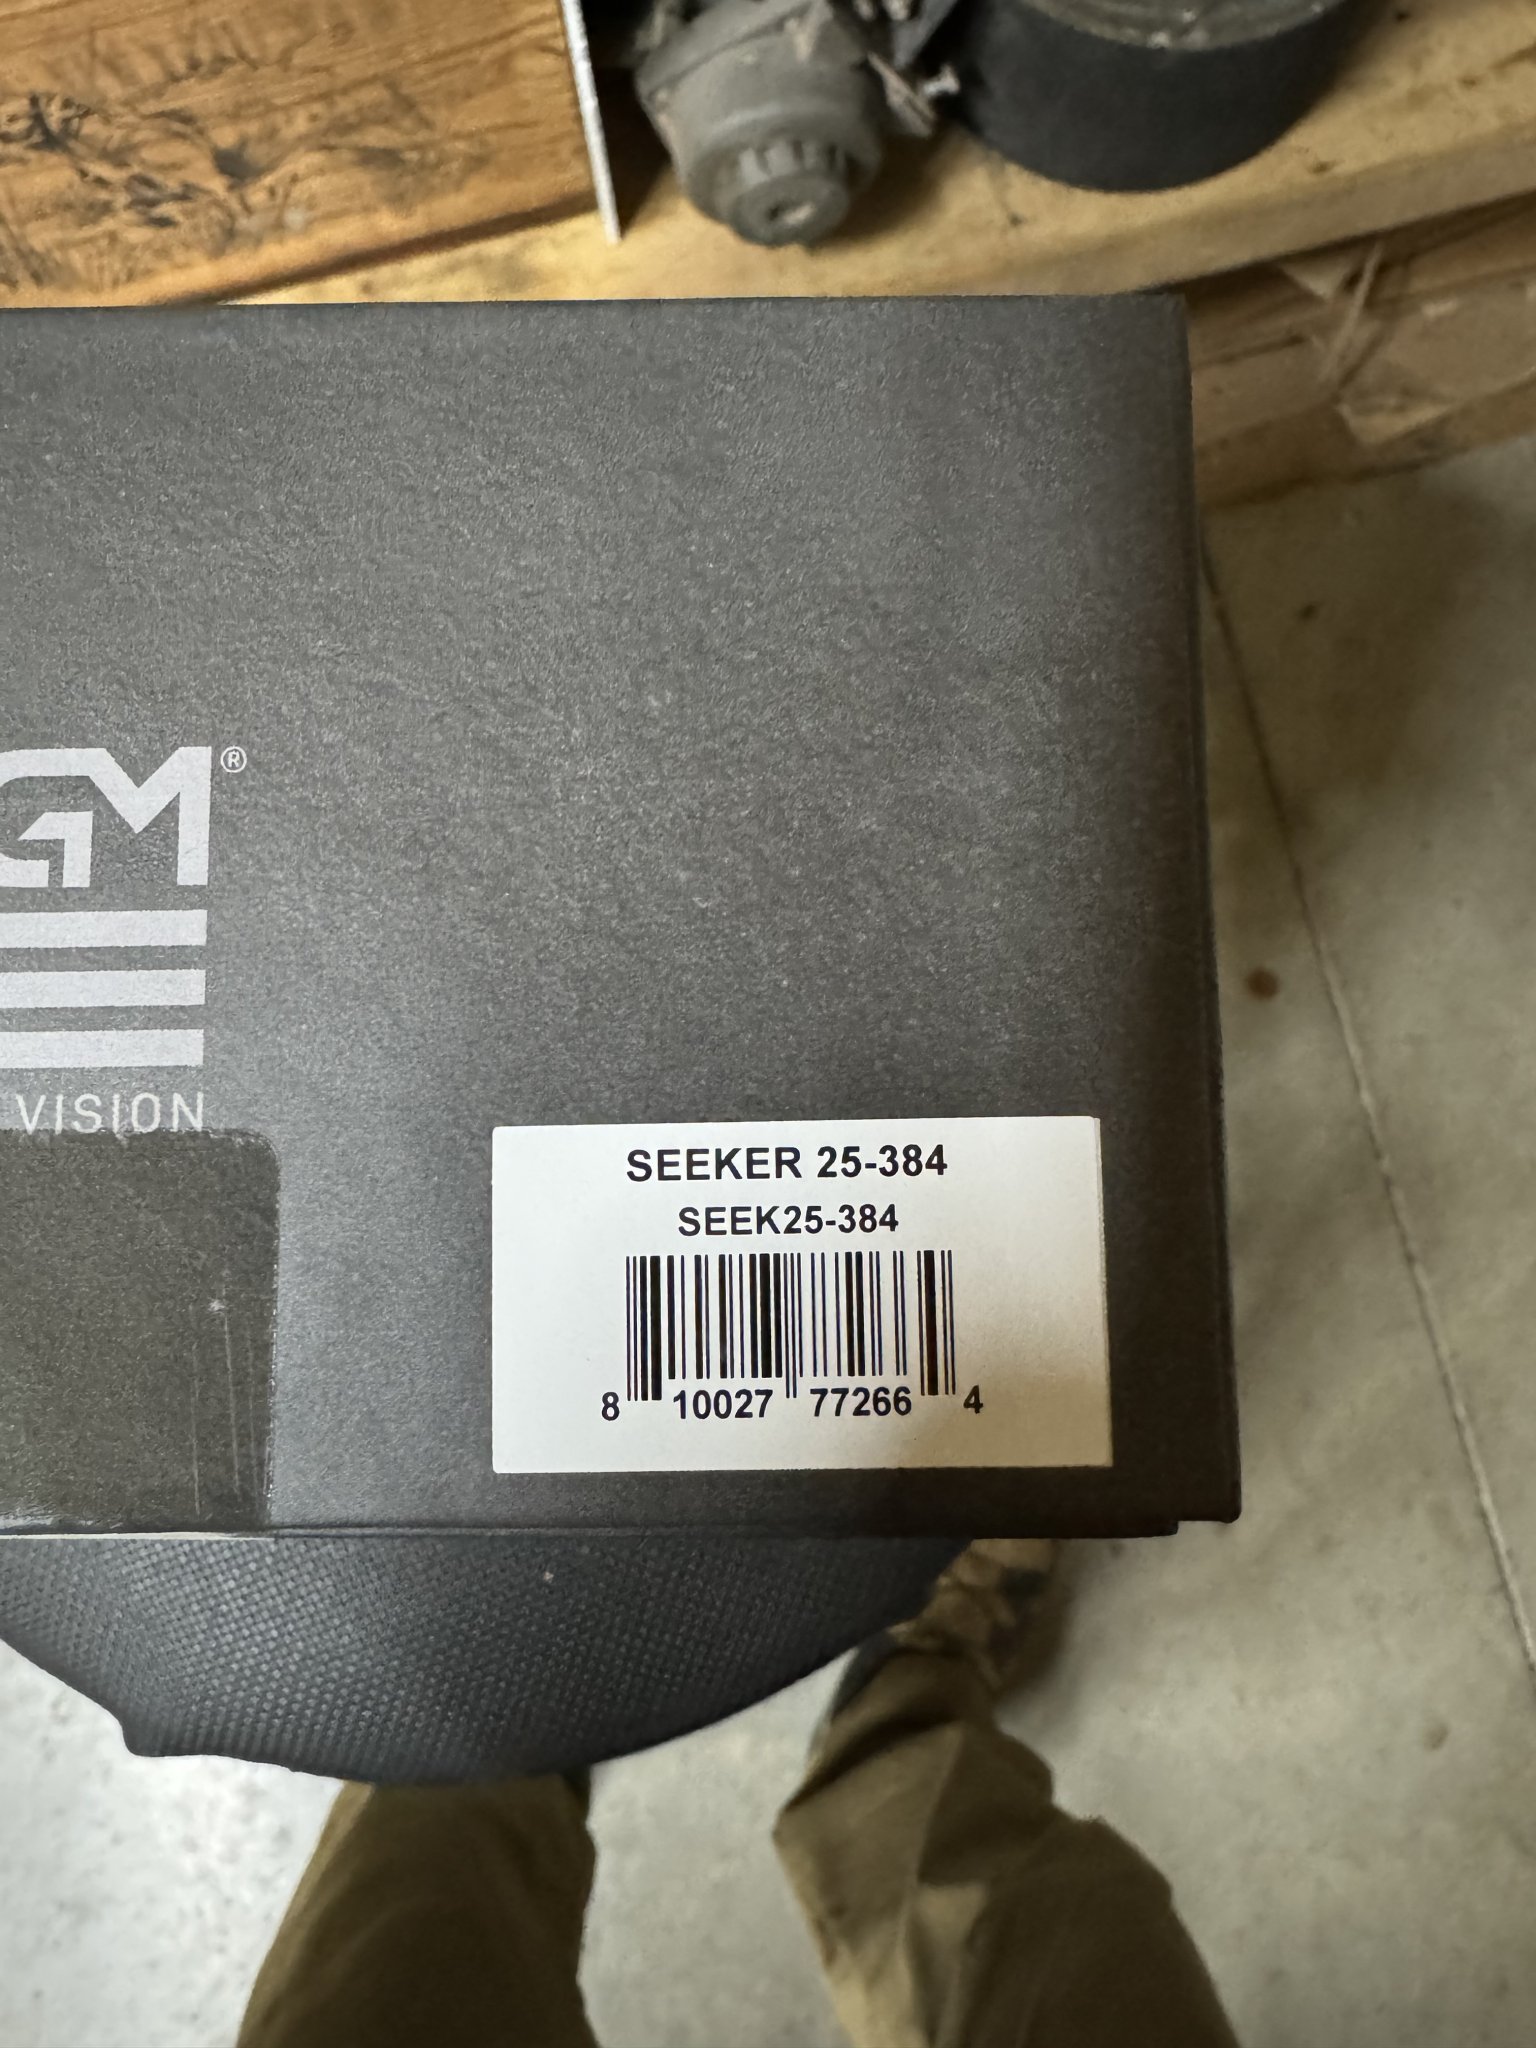 GM®
VISION
SEEKER 25-384
SEEK25-384
8 10027 77266 4